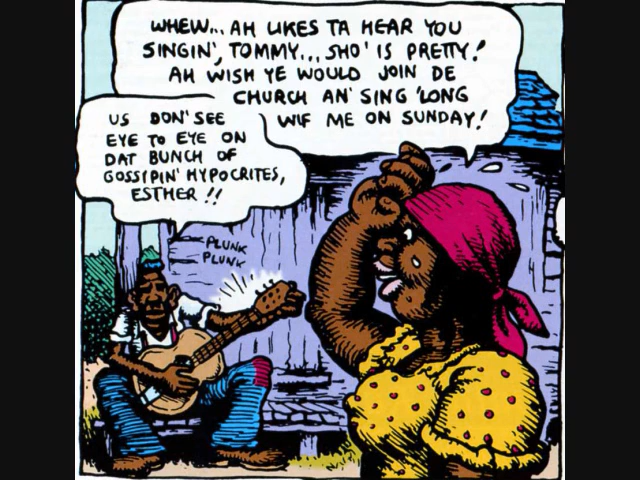 WHEW... AH LIKES TA HEAR YOU
SINGIN', TOMMY... SHO' IS PRETTY!
AH WISH YE WOULD JOIN DE
CHURCH AN' SING 'LONG
WIF ME ON SUNDAY!
US DON' SEE
EYE TO EYE ON
DAT BUNCH OF
GOSSIPIN' HYPOCRITES,
ESTHER!!
PLUNK
PLUNK